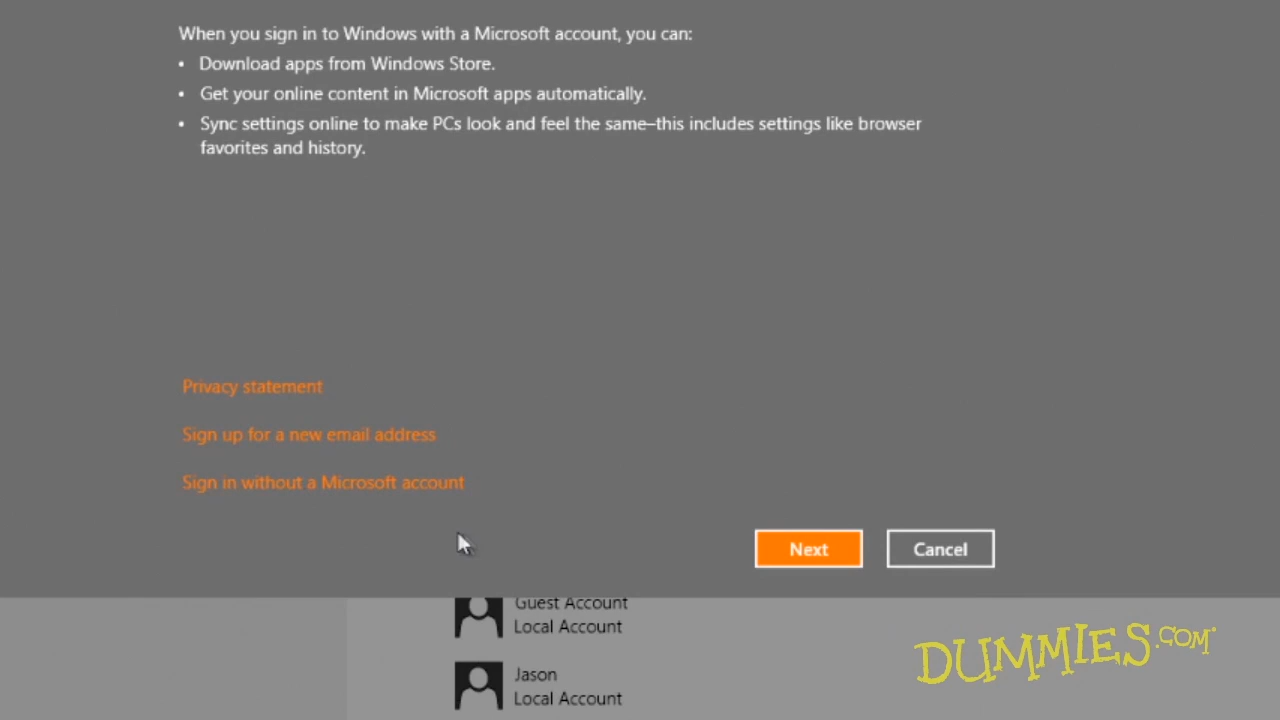 When you sign in to Windows with a Microsoft account, you can:
• Download apps from Windows Store.
• Get your online content in Microsoft apps automatically.
• Sync settings online to make PCs look and feel the same–this includes settings like browser
favorites and history.
Privacy statement
Sign up for a new email address
Sign in without a Microsoft account
Next
Cancel
Guest Account
Local Account
Jason
Local Account
DUMMIES.COM